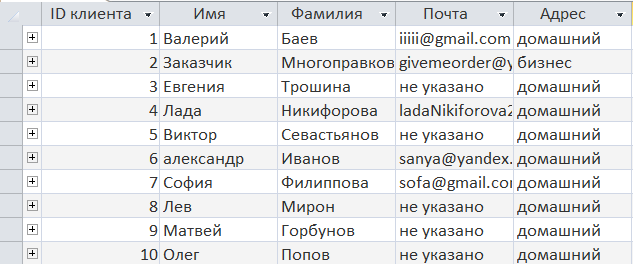 ID клиента Имя Фамилия Почта Адрес
1 Валерий Баев iiiii@gmail.com домашний
2 Заказчик Многоправков givemeorder@y бизнес
3 Евгения Трошина не указано домашний
4 Лада Никифорова ladaNikiforova2 домашний
5 Виктор Севастьянов не указано домашний
6 александр Иванов sanya@yandex. домашний
7 София Филиппова sofa@gmail.co домашний
8 Лев Мирон не указано домашний
9 Матвей Горбунов не указано домашний
10 Олег Попов не указано домашний